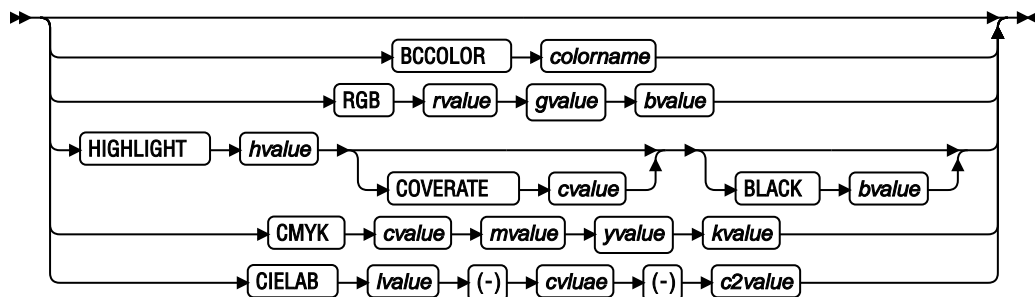 BCCOLOR colorname
RGB rvalue gvalue bvalue
HIGHLIGHT hvalue
COVERATE cvalue BLACK bvalue
CMYK cvalue mvalue yvalue kvalue
CIELAB lvalue (-) cvluae (-) c2value